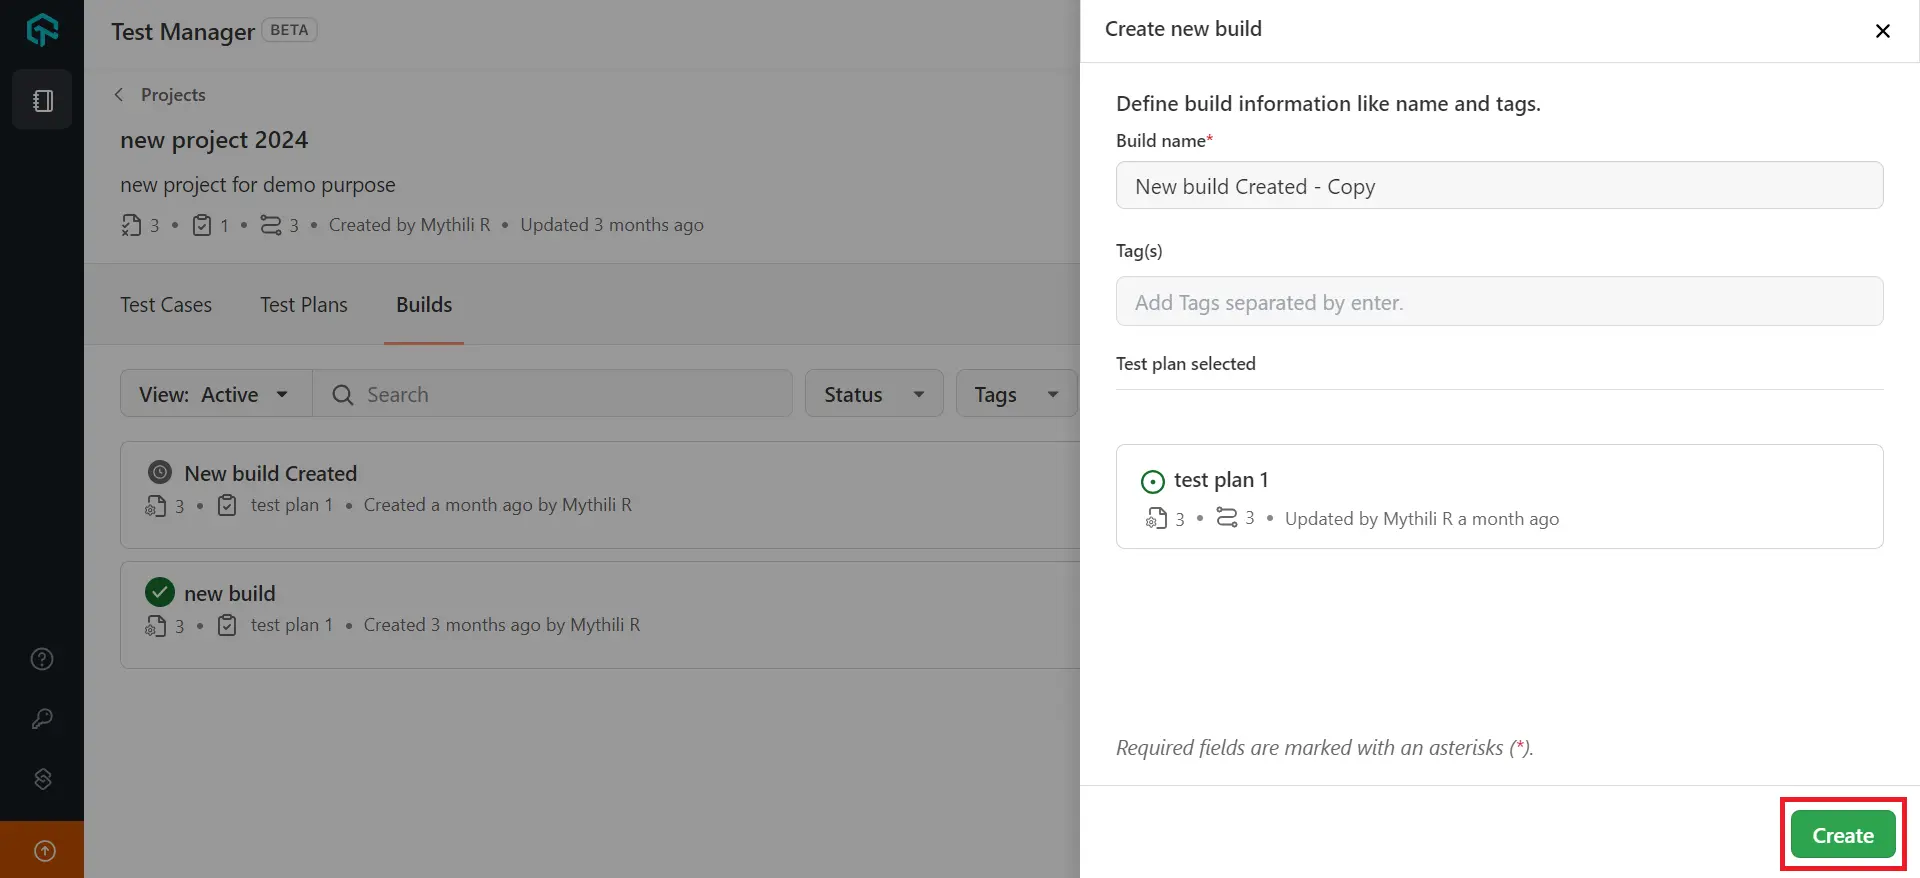 Test Manager BETA
Projects
new project 2024
new project for demo purpose
3 • 1 • 3 • Created by Mythili R • Updated 3 months ago
Test Cases Test Plans Builds
View: Active Search Status Tags
New build Created
3 • test plan 1 • Created a month ago by Mythili R
new build
3 • test plan 1 • Created 3 months ago by Mythili R
Create new build
Define build information like name and tags.
Build name*
New build Created - Copy
Tag(s)
Add Tags separated by enter.
Test plan selected
test plan 1
3 • 3 • Updated by Mythili R a month ago
Required fields are marked with an asterisks (*).
Create